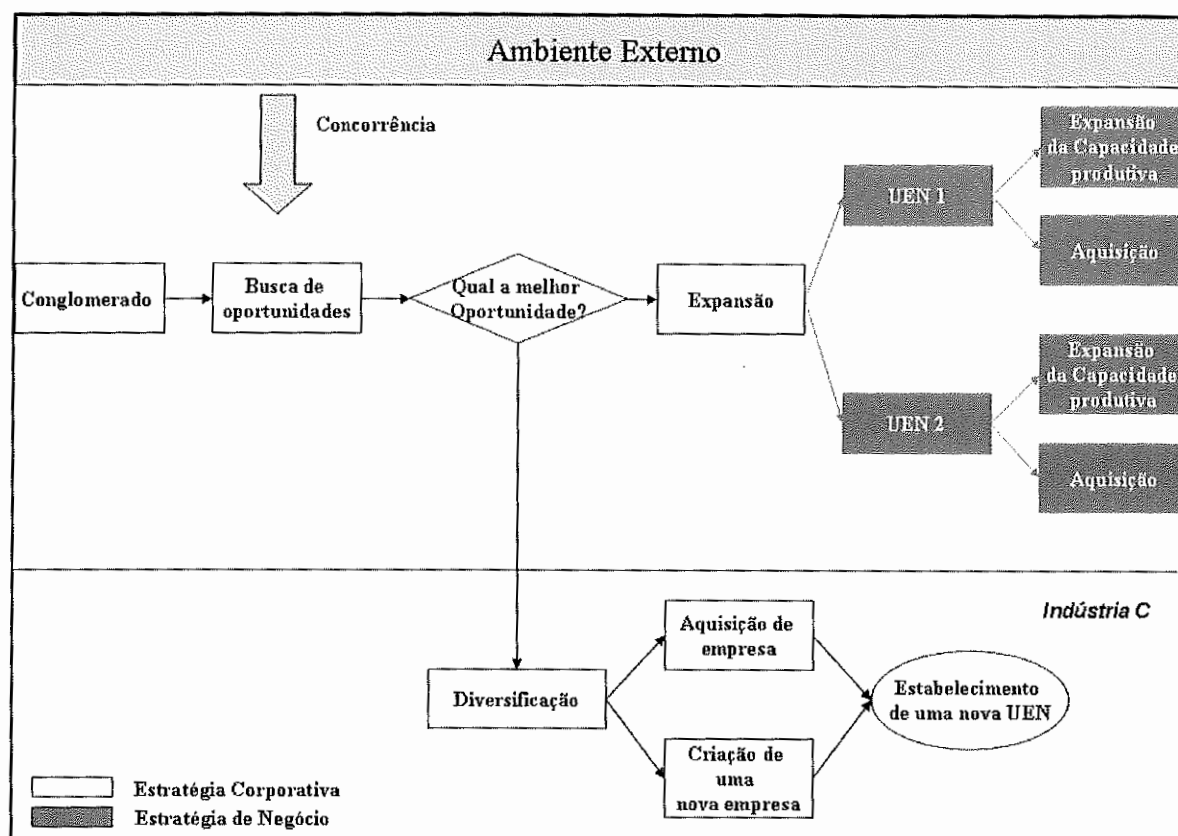 Ambiente Externo
Concorrência
Conglomerado
Busca de
oportunidades
Qual a melhor
Oportunidade?
Expansão
UEN 1
Expansão
da Capacidade
produtiva
Aquisição
UEN 2
Expansão
da Capacidade
produtiva
Aquisição
Indústria C
Diversificação
Aquisição de
empresa
Criação de
uma
nova empresa
Estabelecimento
de uma nova UEN
Estratégia Corporativa
Estratégia de Negócio